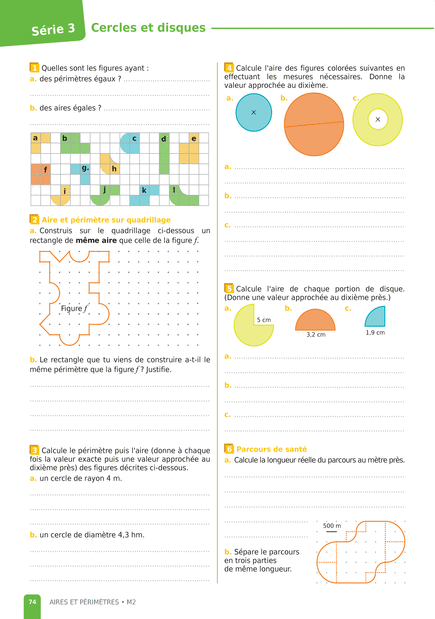 Série 3
Cercles et disques
1 Quelles sont les figures ayant :
a. des périmètres égaux ?
b. des aires égales ?
a b c d e
f g. h
i j k l
2 Aire et périmètre sur quadrillage
a. Construis sur le quadrillage ci-dessous un
rectangle de même aire que celle de la figure f.
Figure f
b. Le rectangle que tu viens de construire a-t-il le
même périmètre que la figure f ? Justifie.
3 Calcule le périmètre puis l'aire (donne à chaque
fois la valeur exacte puis une valeur approchée au
dixième près) des figures décrites ci-dessous.
a. un cercle de rayon 4 m.
b. un cercle de diamètre 4,3 hm.
4 Calcule l'aire des figures colorées suivantes en
effectuant les mesures nécessaires. Donne la
valeur approchée au dixième.
a. b. c.
x x
a.
b.
c.
5 Calcule l'aire de chaque portion de disque.
(Donne une valeur approchée au dixième près.)
a. b. c.
5 cm
3,2 cm
1,9 cm
a.
b.
c.
6 Parcours de santé
a. Calcule la longueur réelle du parcours au mètre près.
500 m
b. Sépare le parcours
en trois parties
de même longueur.
74 AIRES ET PÉRIMÈTRES • M2